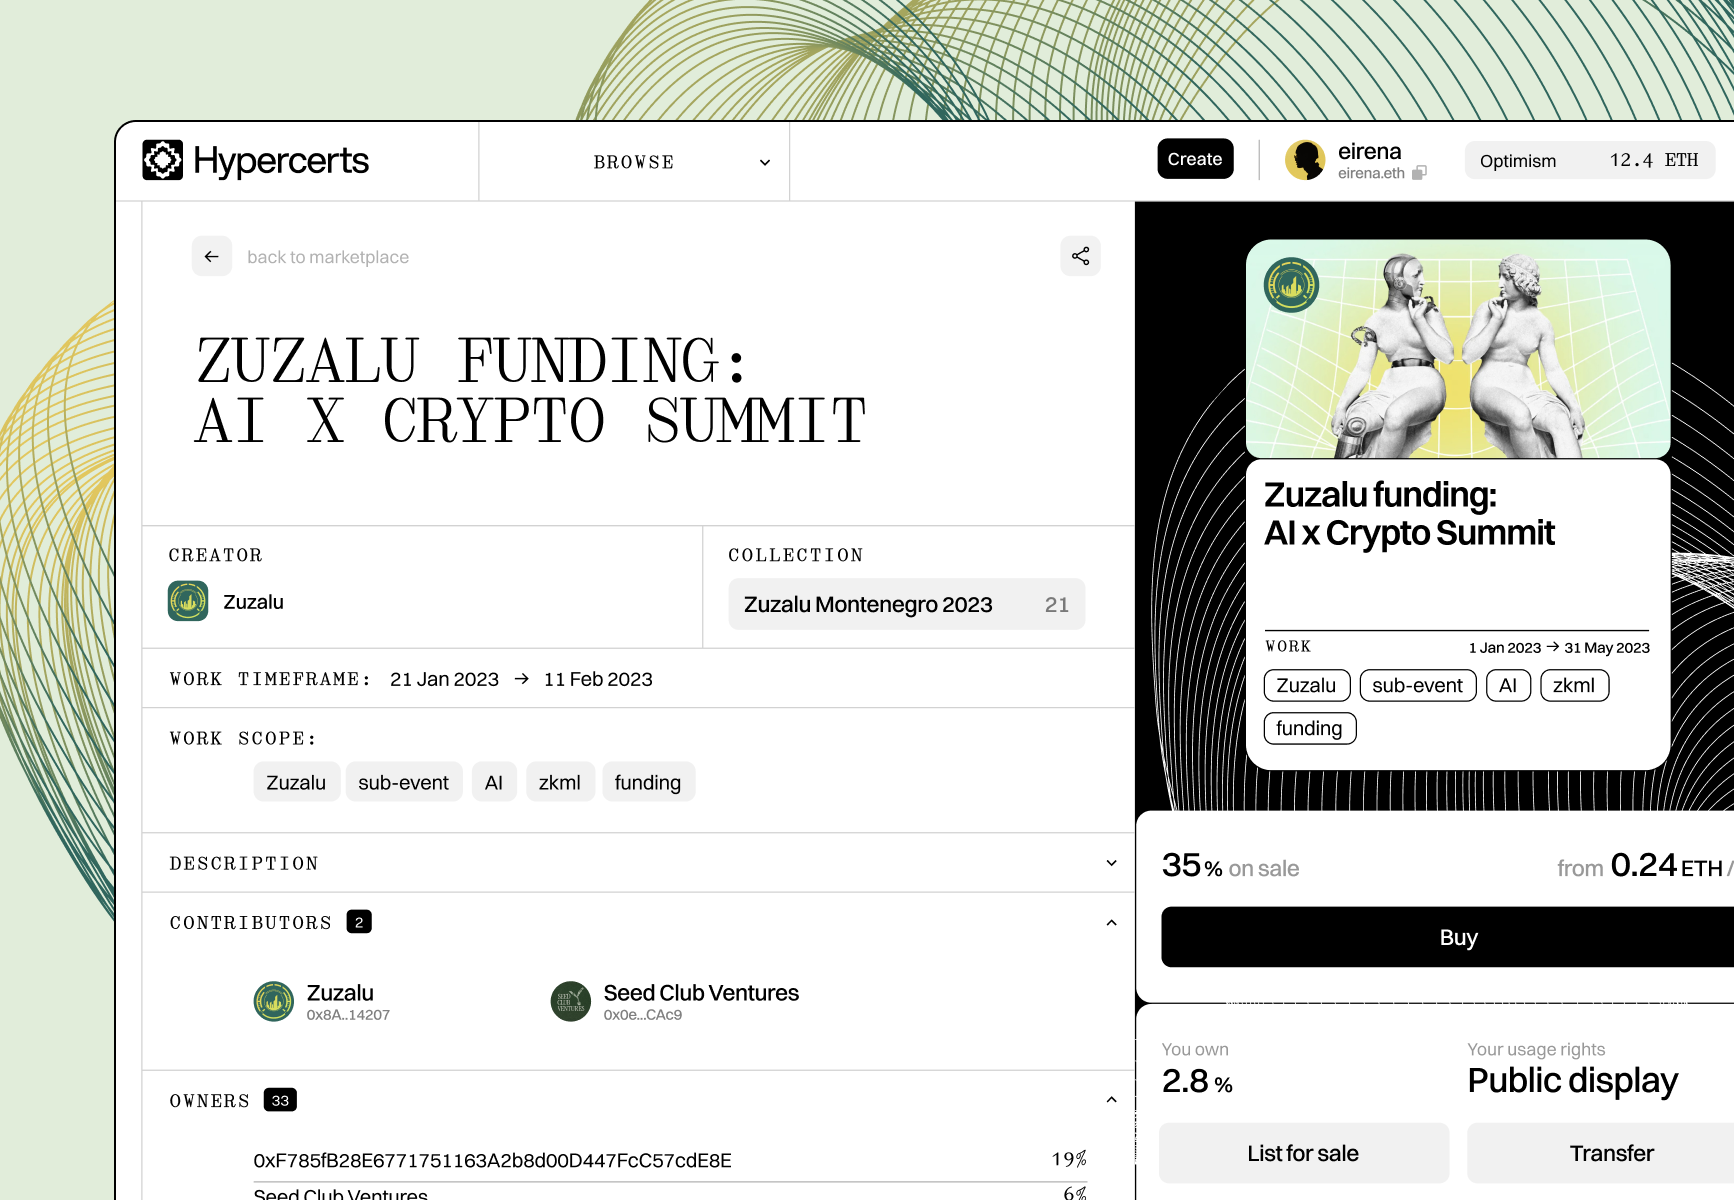 Hypercerts
BROWSE
Create
eirena
eirena.eth
Optimism 12.4 ETH
back to marketplace
ZUZALU FUNDING:
AI X CRYPTO SUMMIT
CREATOR
Zuzalu
COLLECTION
Zuzalu Montenegro 2023 21
WORK TIMEFRAME: 21 Jan 2023 → 11 Feb 2023
WORK SCOPE:
Zuzalu sub-event AI zkml funding
DESCRIPTION
CONTRIBUTORS 2
Zuzalu
0x8A..14207
SEED
CLUB
VENTURES
Seed Club Ventures
0x0e...CAc9
OWNERS 33
0xF785fB28E6771751163A2b8d00D447FcC57cdE8E 19%
Seed Club Ventures 6%
Zuzalu funding:
AI x Crypto Summit
WORK 1 Jan 2023 → 31 May 2023
Zuzalu sub-event AI zkml
funding
35% on sale from 0.24 ETH /
Buy
You own
2.8 %
Your usage rights
Public display
List for sale
Transfer